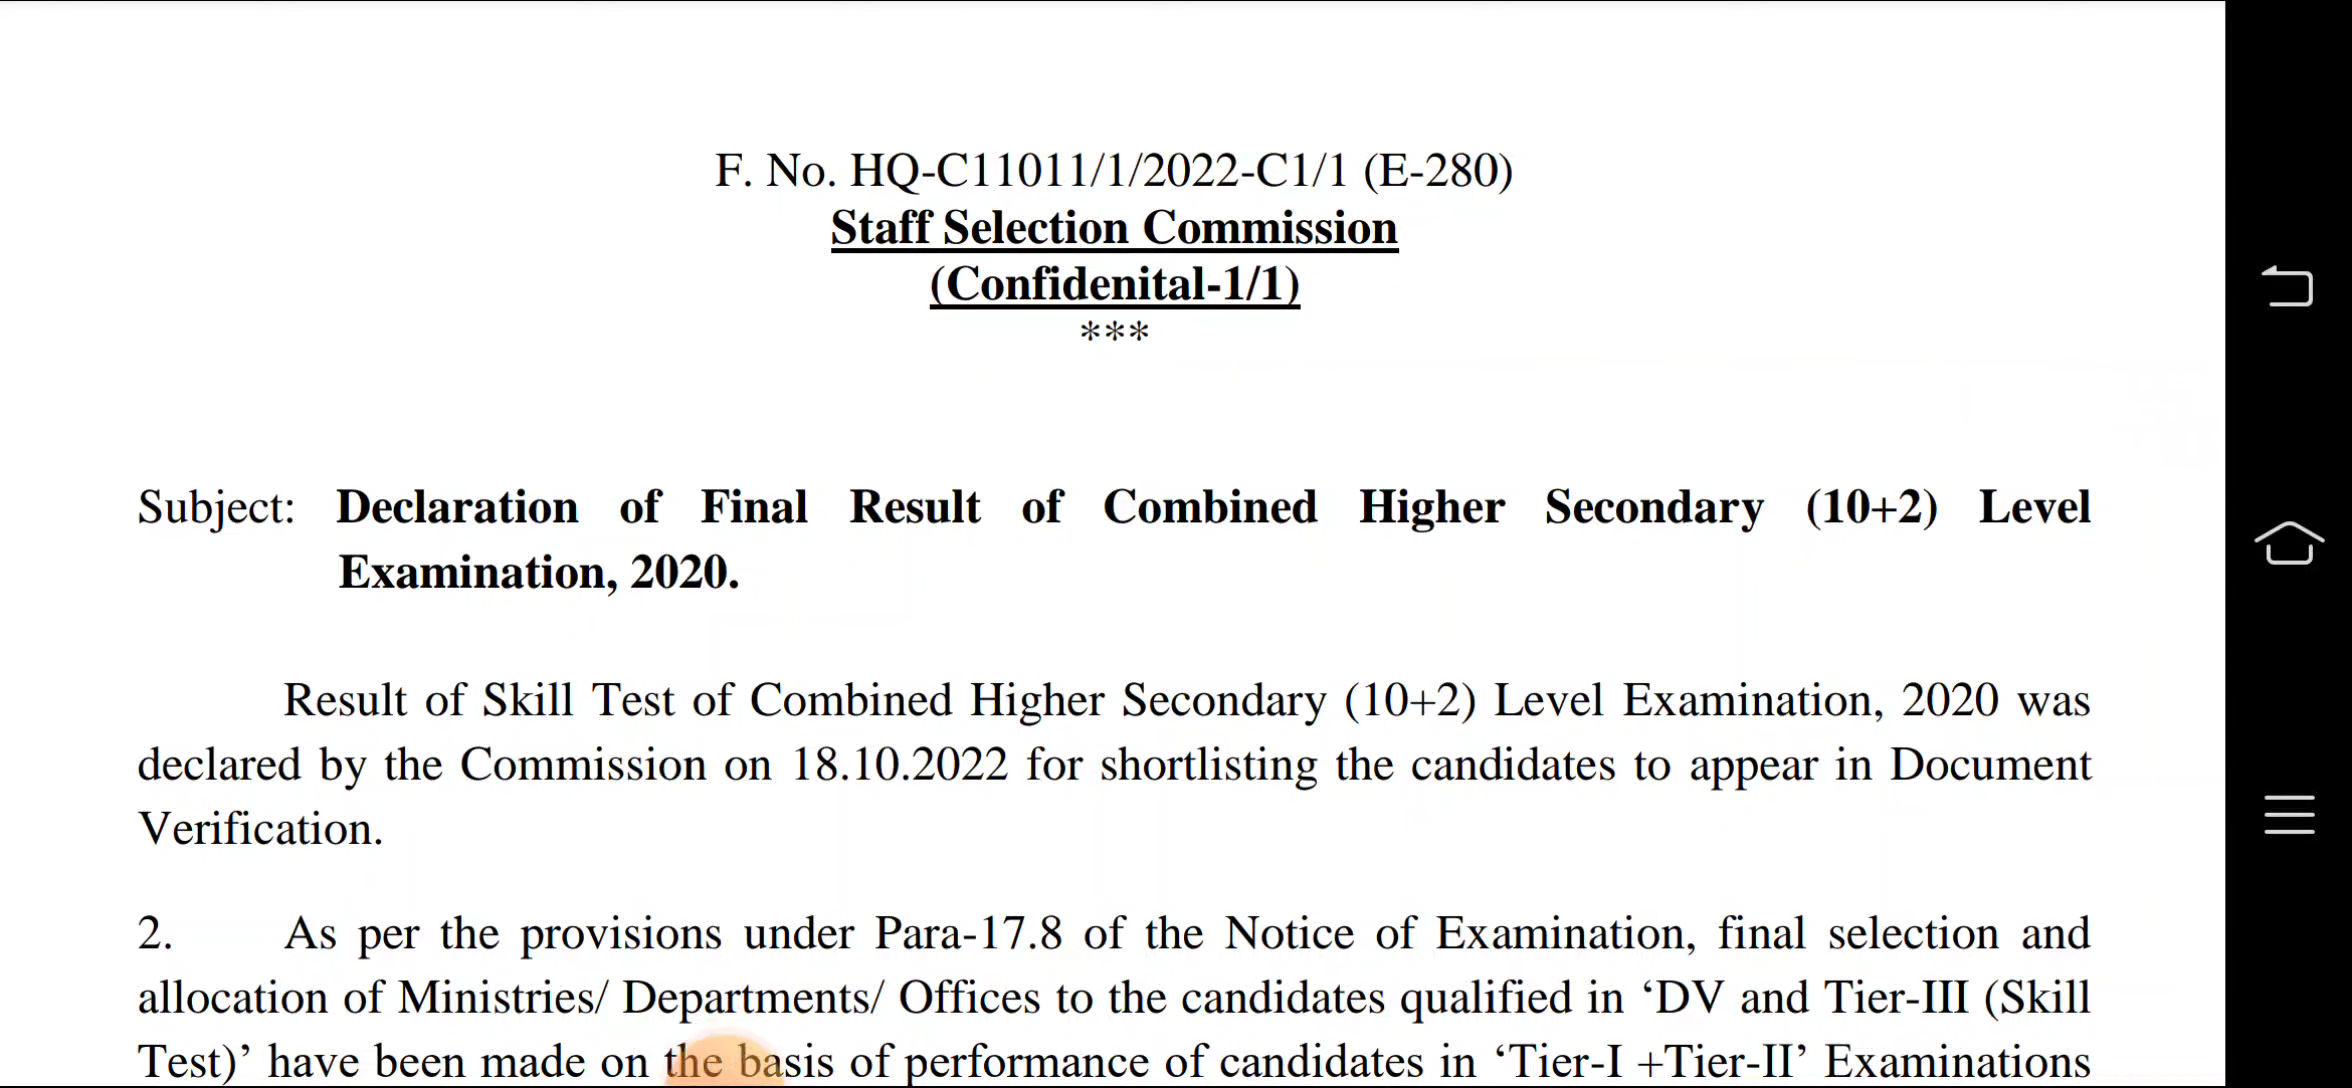 F. No. HQ-C11011/1/2022-C1/1 (E-280)
Staff Selection Commission
(Confidenital-1/1)
***
Subject: Declaration of Final Result of Combined Higher Secondary (10+2) Level
Examination, 2020.
Result of Skill Test of Combined Higher Secondary (10+2) Level Examination, 2020 was
declared by the Commission on 18.10.2022 for shortlisting the candidates to appear in Document
Verification.
2. As per the provisions under Para-17.8 of the Notice of Examination, final selection and
allocation of Ministries/ Departments/ Offices to the candidates qualified in ‘DV and Tier-III (Skill
Test)’ have been made on the basis of performance of candidates in ‘Tier-I +Tier-II’ Examinations